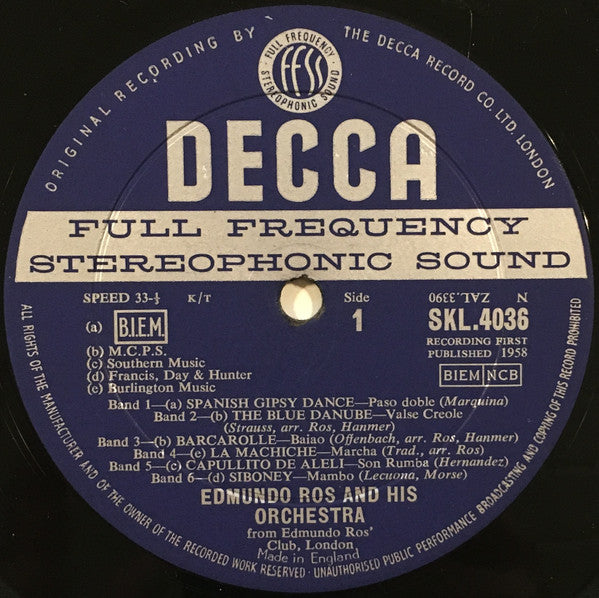 ORIGINAL RECORDING BY THE DECCA RECORD CO. LTD. LONDON
FULL FREQUENCY
STEREOPHONIC SOUND
FFSS
DECCA
FULL FREQUENCY
STEREOPHONIC SOUND
SPEED 33-⅓ K/T Side N ZAL.3390
(a) B.I.E.M. 1 SKL.4036
RECORDING FIRST
PUBLISHED 1958
(b) M.C.P.S.
(c) Southern Music
(d) Francis, Day & Hunter BIEM NCB
(e) Burlington Music
Band 1—(a) SPANISH GIPSY DANCE—Paso doble (Marquina)
Band 2—(b) THE BLUE DANUBE—Valse Creole
(Strauss, arr. Ros, Hanmer)
Band 3—(b) BARCAROLLE—Baiao (Offenbach, arr. Ros, Hanmer)
Band 4—(e) LA MACHICHE—Marcha (Trad., arr. Ros)
Band 5—(c) CAPULLITO DE ALELI—Son Rumba (Hernandez)
Band 6—(d) SIBONEY—Mambo (Lecuona, Morse)
EDMUNDO ROS AND HIS
ORCHESTRA
from Edmundo Ros'
Club, London
Made in England
ALL RIGHTS OF THE MANUFACTURER AND OF THE OWNER OF THE RECORDED WORK RESERVED · UNAUTHORISED PUBLIC PERFORMANCE BROADCASTING AND COPYING OF THIS RECORD PROHIBITED